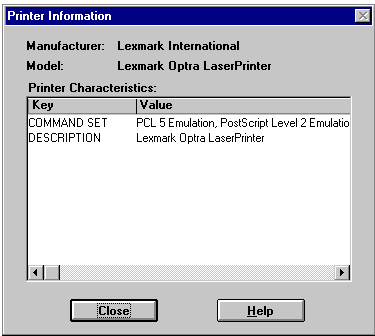 Printer Information
Manufacturer: Lexmark International
Model: Lexmark Optra LaserPrinter
Printer Characteristics:
Key Value
COMMAND SET PCL 5 Emulation, PostScript Level 2 Emulatio
DESCRIPTION Lexmark Optra LaserPrinter
Close Help